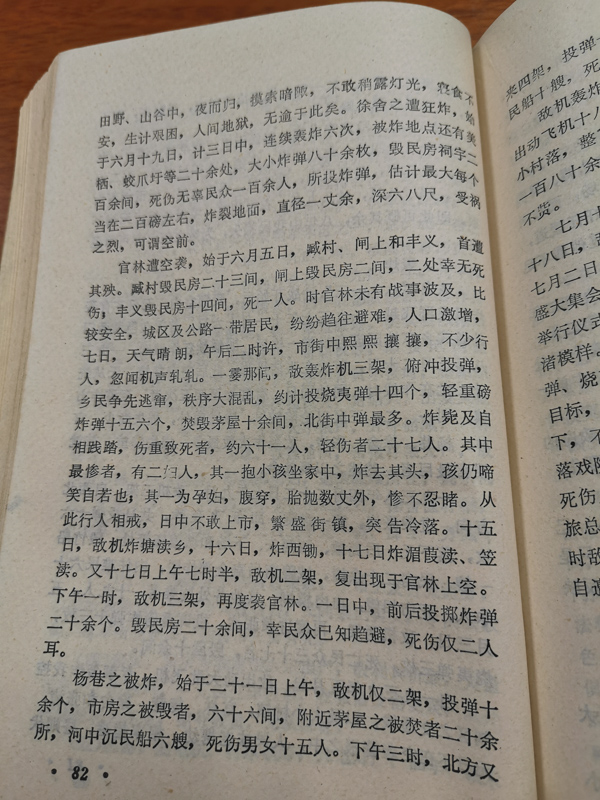 田野、山谷中，夜而归，摸索暗陬，不敢稍露灯光，寝食不
安，生计艰困，人间地狱，无逾于此矣。徐舍之遭狂炸，始
于六月十九日，计三日中，连续轰炸六次，被炸地点还有美
栖、蛟爪圩等二十余处，大小炸弹八十余枚，毁民房祠宇二
百余间，死伤无辜民众一百余人，所投炸弹，估计最大每个
当在二百磅左右，炸裂地面，直径一丈余，深六八尺，受祸
之烈，可谓空前。
官林遭空袭，始于六月五日，臧村、闸上和丰义，首遭
其殃。臧村毁民房二十三间，闸上毁民房二间，二处幸无死
伤；丰义毁民房十四间，死一人。时官林未有战事波及，比
较安全，城区及公路一带居民，纷纷趋往避难，人口激增，
七日，天气晴朗，午后二时许，市街中熙熙攘攘，不少行
人，忽闻机声轧轧。一霎那间，敌轰炸机三架，俯冲投弹，
乡民争先逃窜，秩序大混乱，约计投烧夷弹十四个，轻重磅
炸弹十五六个，焚毁茅屋十余间，北街中弹最多。炸毙及自
相践踏，伤重致死者，约六十一人，轻伤者二十七人。其中
最惨者，有二妇人，其一抱小孩坐家中，炸去其头，孩仍啼
笑自若也；其一为孕妇，腹穿，胎抛数丈外，惨不忍睹。从
此行人相戒，日中不敢上市，繁盛街镇，突告冷落。十五
日，敌机炸塘渎乡，十六日，炸西锄，十七日炸湄葭渎、笠
渎。又十七日上午七时半，敌机二架，复出现于官林上空。
下午一时，敌机三架，再度袭官林。一日中，前后投掷炸弹
二十余个。毁民房二十余间，幸民众已知趋避，死伤仅二人
耳。
杨巷之被炸，始于二十一日上午，敌机仅二架，投弹十
余个，市房之被毁者，六十六间，附近茅屋之被焚者二十余
所，河中沉民船六艘，死伤男女十五人。下午三时，北方又
• 82 •
来四架，投弹十
民船十艘，死
敌机轰炸
出动飞机十八
小村落，整
一百八十余
不赀。
七月十
十八日，敌
七月二日
盛大集会
举行仪式
渚模样。
弹、烧
目标，
下，不
落戏
死伤
旅总
时敌
自追